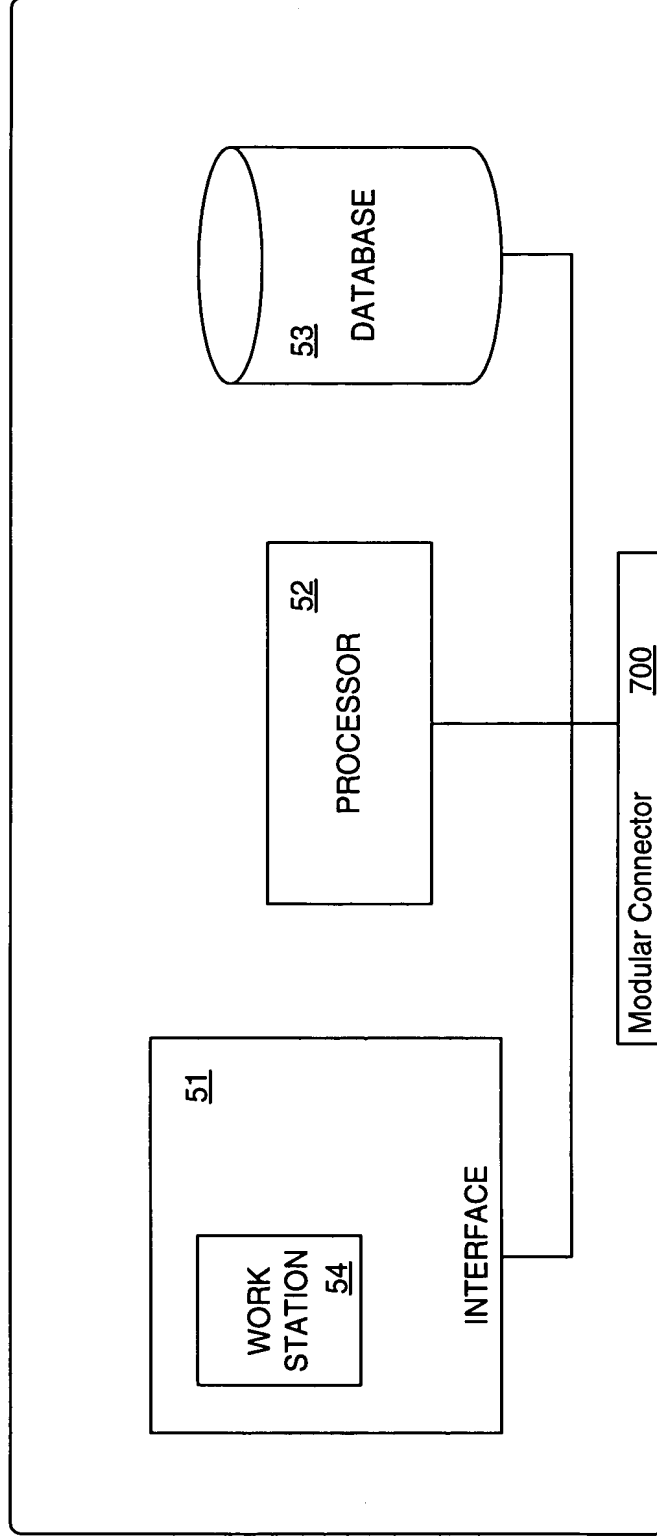 WORK
STATION
54
51
INTERFACE
52
PROCESSOR
53
DATABASE
Modular Connector 700